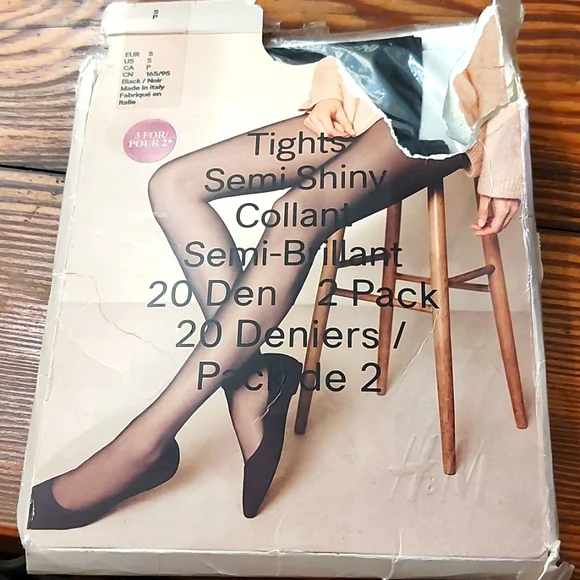 S
P
EUR S
US S
CA P
CN 165/95
Black / Noir
Made in Italy
Fabriqué en
Italie
3 FOR/
POUR 2*
Tights
Semi Shiny
Collant
Semi-Brillant
20 Den / 2 Pack
20 Deniers /
Pack de 2
H&M